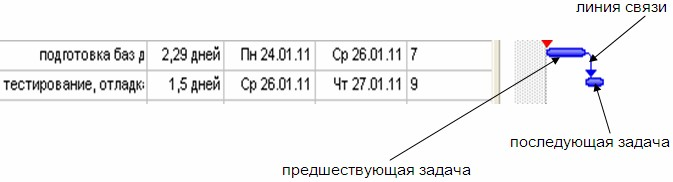 линия связи
подготовка баз д 2,29 дней Пн 24.01.11 Ср 26.01.11 7
тестирование, отладка 1,5 дней Ср 26.01.11 Чт 27.01.11 9
последующая задача
предшествующая задача